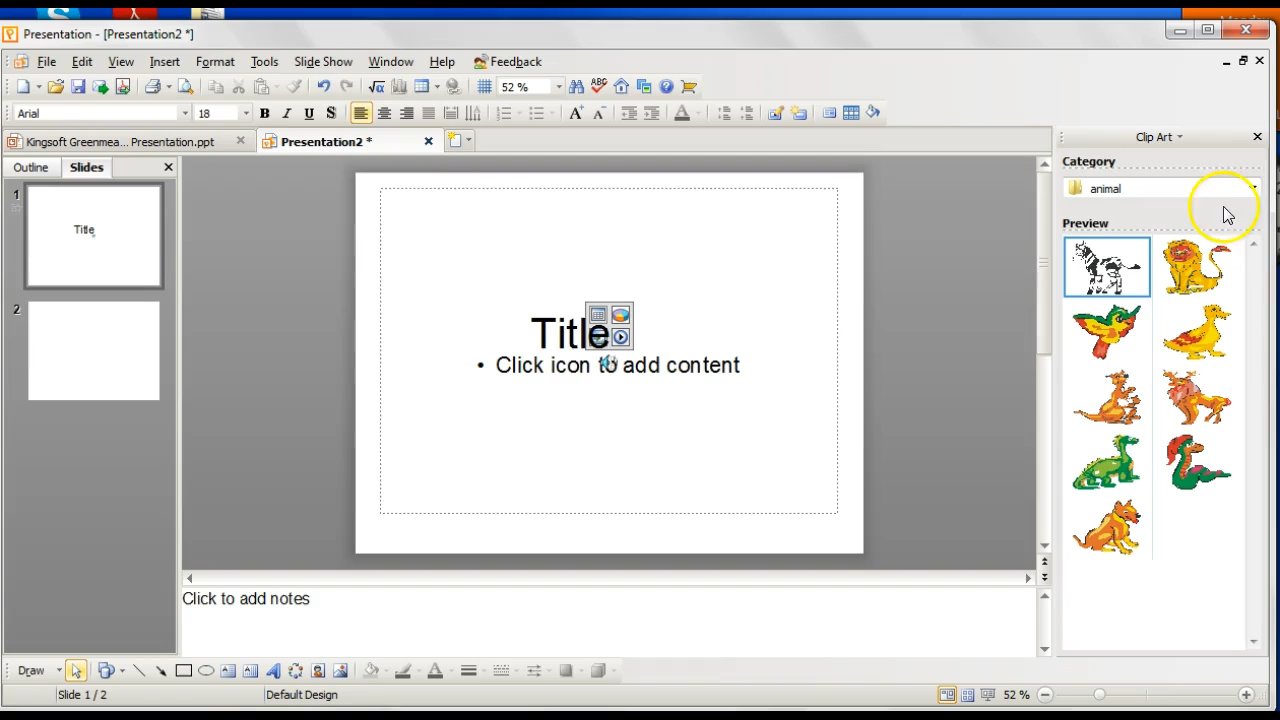 Presentation - [Presentation2 *]
File Edit View Insert Format Tools Slide Show Window Help Feedback
52 %
Arial 18
Kingsoft Greenmea... Presentation.ppt Presentation2 *
Clip Art
Outline Slides
Category
animal
Preview
1
Title
2
Title
• Click icon to add content
Click to add notes
Draw
Slide 1 / 2 Default Design 52 %